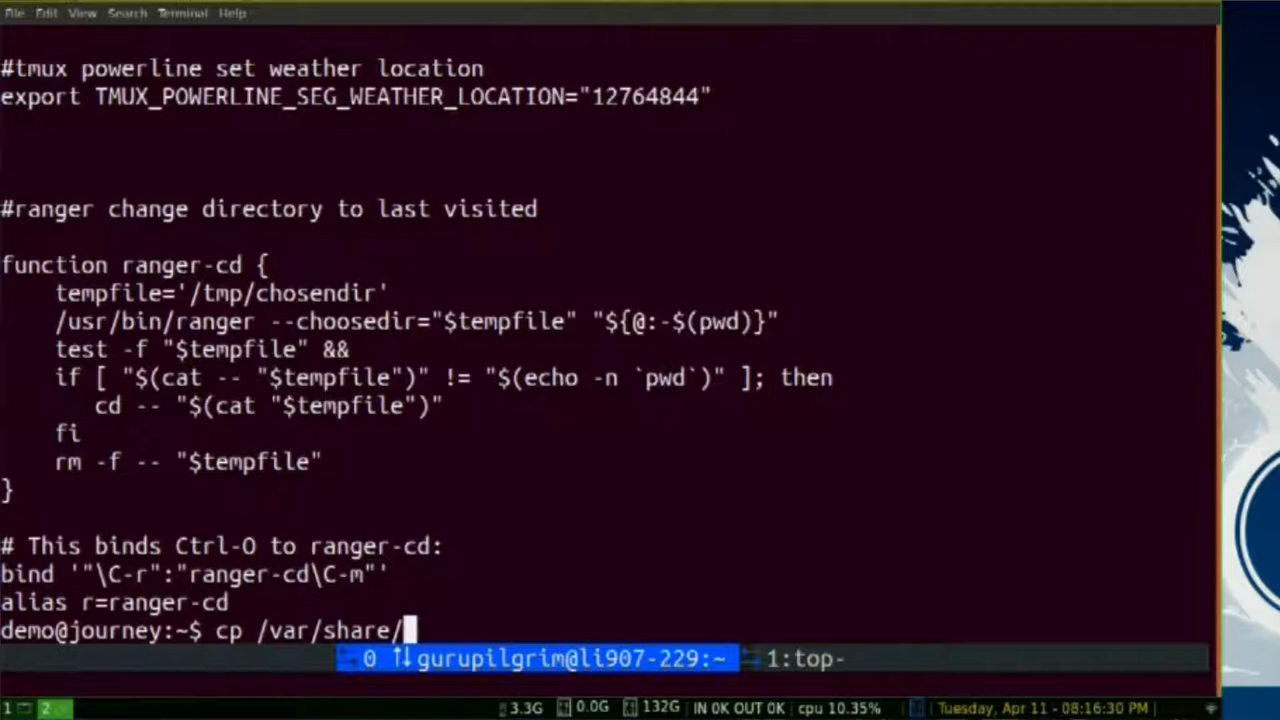 File Edit View Search Terminal Help
#tmux powerline set weather location
export TMUX_POWERLINE_SEG_WEATHER_LOCATION="12764844"
#ranger change directory to last visited
function ranger-cd {
    tempfile='/tmp/chosendir'
    /usr/bin/ranger --choosedir="$tempfile" "${@:-$(pwd)}"
    test -f "$tempfile" &&
    if [ "$(cat -- "$tempfile")" != "$(echo -n `pwd`)" ]; then
       cd -- "$(cat "$tempfile")"
    fi
    rm -f -- "$tempfile"
}
# This binds Ctrl-O to ranger-cd:
bind '"\C-r":"ranger-cd\C-m"'
alias r=ranger-cd
demo@journey:~$ cp /var/share/
0 ↑↓gurupilgrim@li907-229:~ 1:top-
1 2 3.3G 0.0G 132G IN 0K OUT 0K cpu 10.35% Tuesday, Apr 11 - 08:16:30 PM